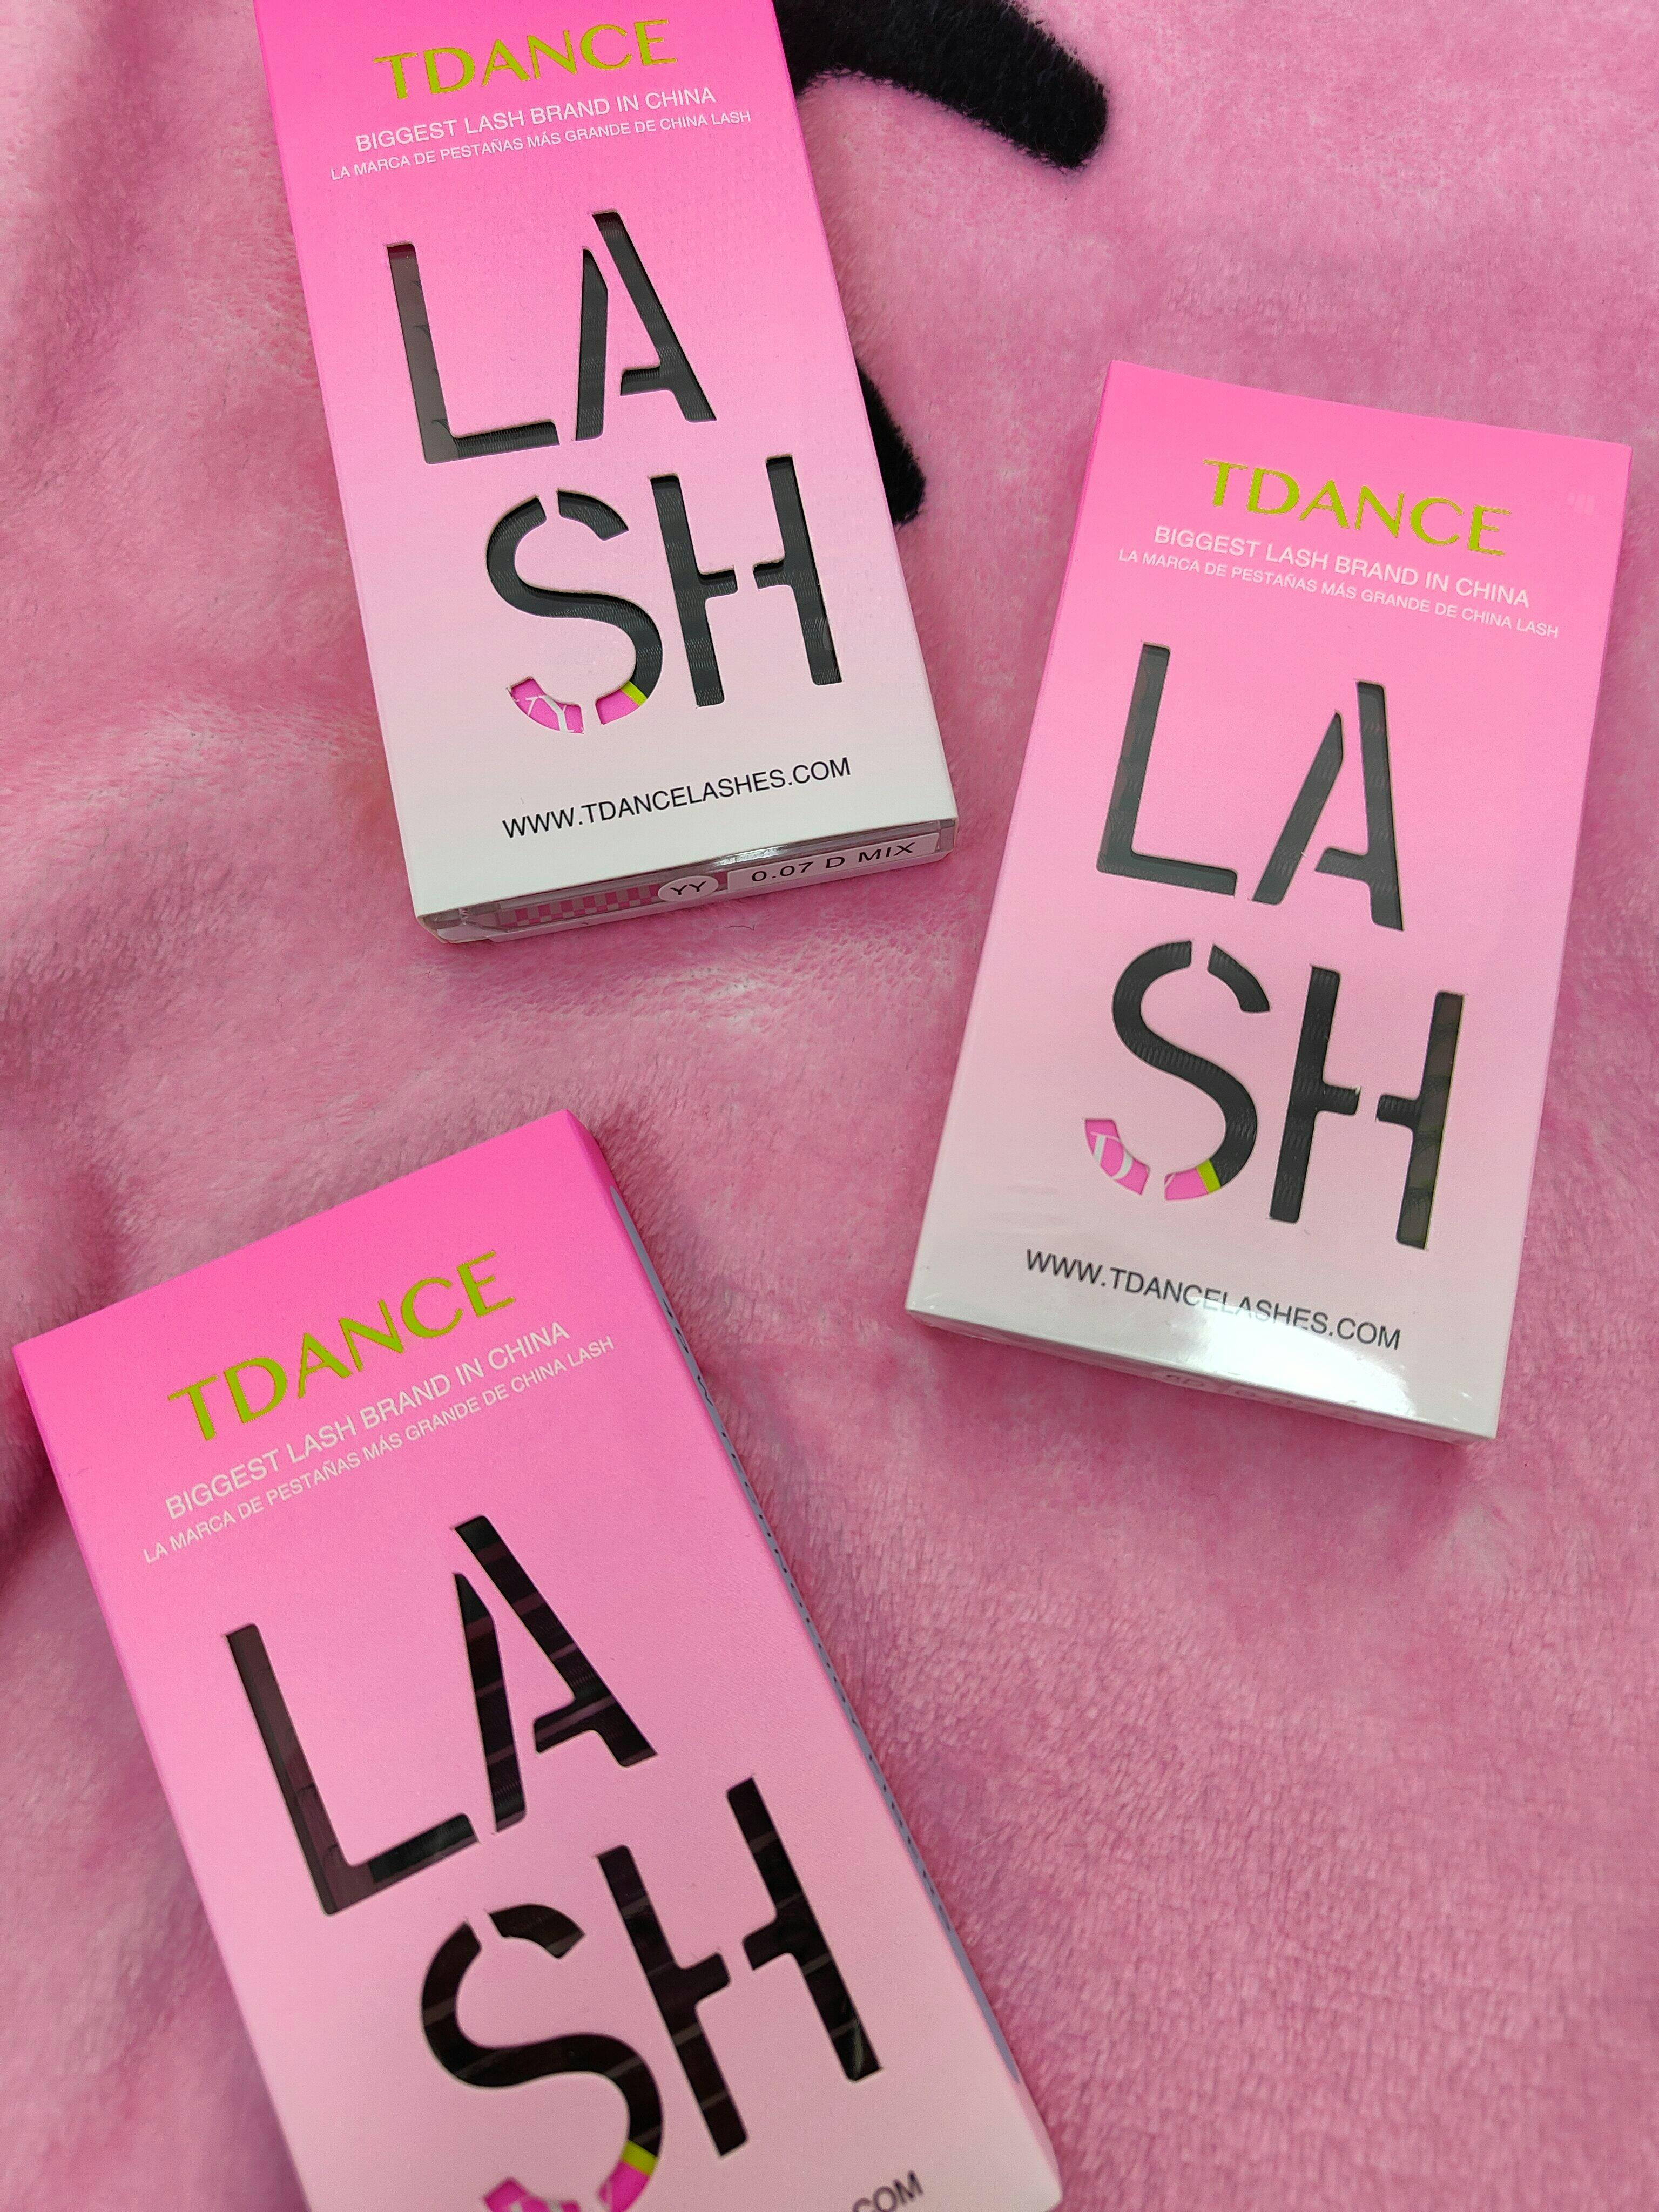 TDANCE
BIGGEST LASH BRAND IN CHINA
LA MARCA DE PESTAÑAS MÁS GRANDE DE CHINA LASH
LA
SH
YY
WWW.TDANCELASHES.COM
YY 0.07 D MIX
TDANCE
BIGGEST LASH BRAND IN CHINA
LA MARCA DE PESTAÑAS MÁS GRANDE DE CHINA LASH
LA
SH
D
WWW.TDANCELASHES.COM
TDANCE
BIGGEST LASH BRAND IN CHINA
LA MARCA DE PESTAÑAS MÁS GRANDE DE CHINA LASH
LA
SH
.COM